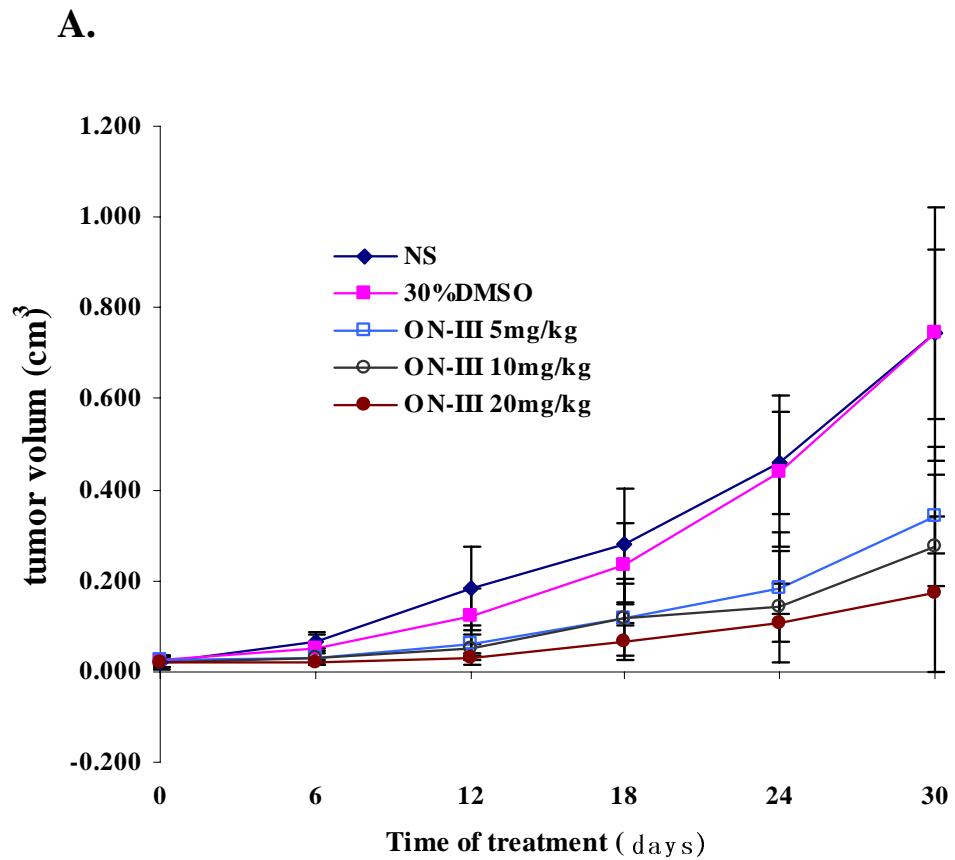 A.
1.200
1.000
0.800
0.600
0.400
0.200
0.000
-0.200
tumor volum (cm3)
NS
30%DMSO
ON-III 5mg/kg
ON-III 10mg/kg
ON-III 20mg/kg
0 6 12 18 24 30
Time of treatment ( days)